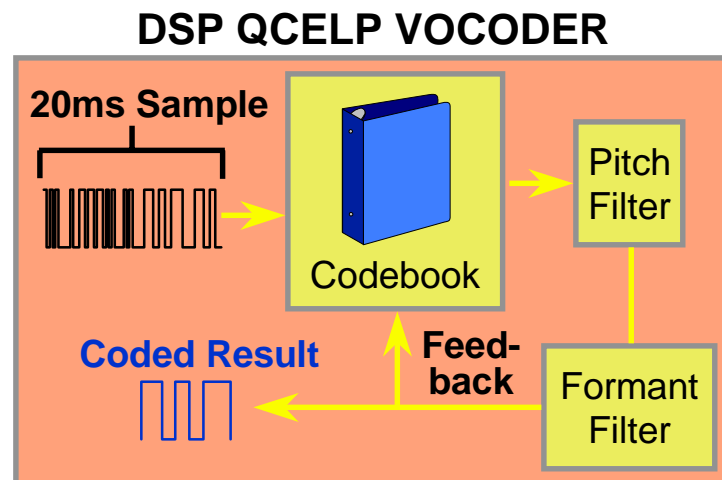 DSP QCELP VOCODER
20ms Sample
Codebook
Pitch
Filter
Coded Result
Feed-
back
Formant
Filter